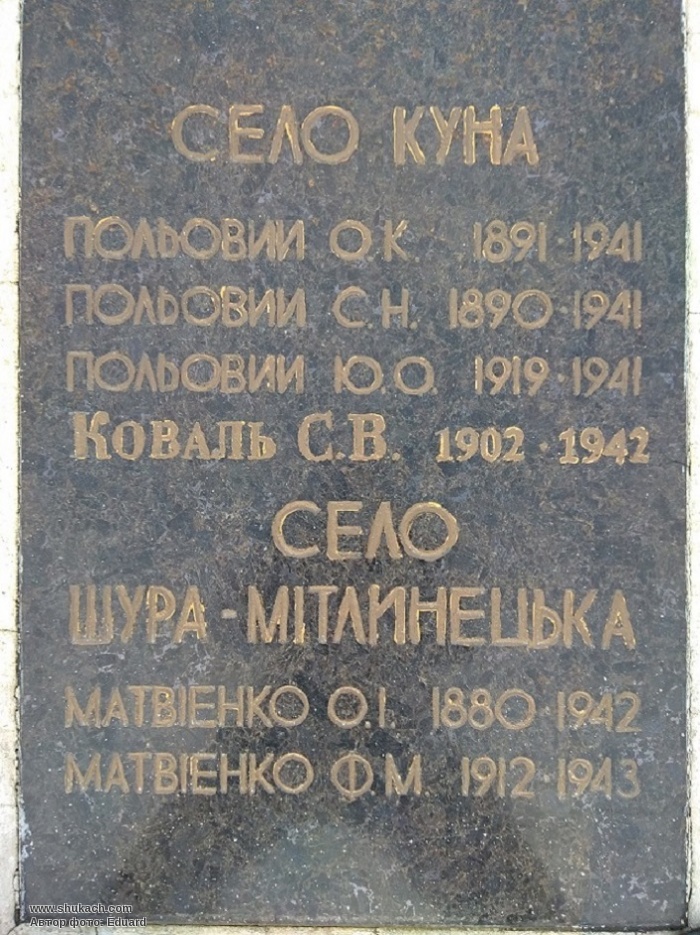 СЕЛО КУНА
ПОЛЬОВИЙ О.К. 1891-1941
ПОЛЬОВИЙ С.Н. 1890-1941
ПОЛЬОВИЙ Ю.О. 1919-1941
КОВАЛЬ С.В. 1902-1942
СЕЛО
ШУРА-МІТЛИНЕЦЬКА
МАТВІЕНКО О.І. 1880-1942
МАТВІЕНКО Ф.М. 1912-1943
www.shukach.com
Автор фото: Eduard